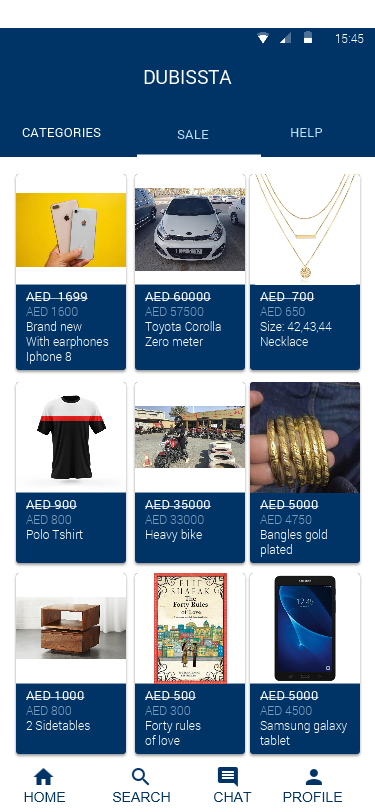 15:45
DUBISSTA
CATEGORIES
SALE
HELP
AED 1699
AED 1600
Brand new
With earphones
Iphone 8
AED 60000
AED 57500
Toyota Corolla
Zero meter
AED 700
AED 650
Size: 42,43,44
Necklace
AED 900
AED 800
Polo Tshirt
AED 35000
AED 33000
Heavy bike
AED 5000
AED 4750
Bangles gold
plated
ELIF
SHAFAK
The
Forty Rules
of Love
AED 1000
AED 800
2 Sidetables
AED 500
AED 300
Forty rules
of love
SAMSUNG
12:35
AED 5000
AED 4500
Samsung galaxy
tablet
HOME
SEARCH
CHAT
PROFILE